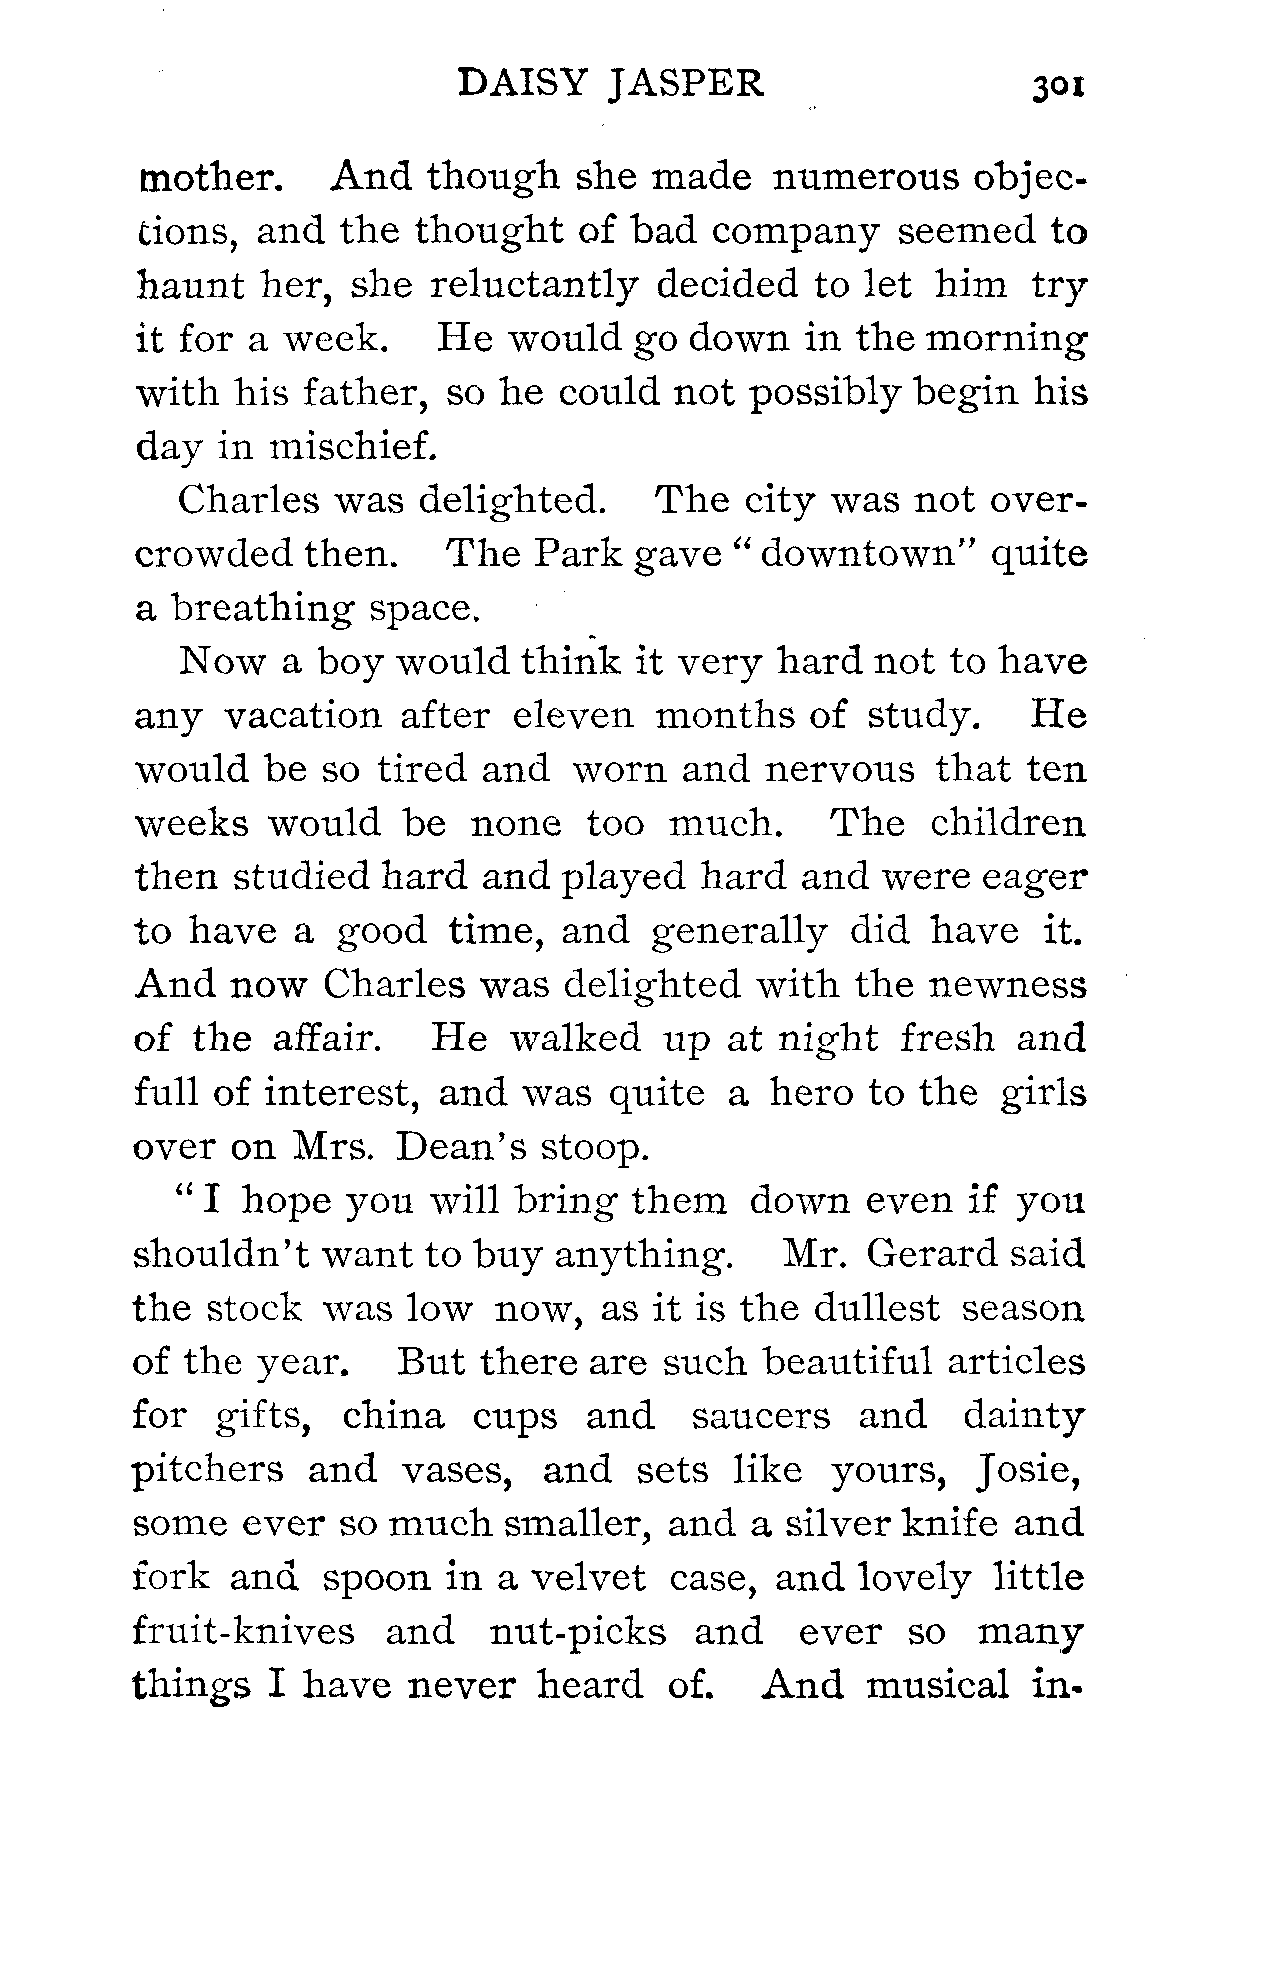 DAISY JASPER 301
mother. And though she made numerous objec-
tions, and the thought of bad company seemed to
haunt her, she reluctantly decided to let him try
it for a week. He would go down in the morning
with his father, so he could not possibly begin his
day in mischief.
Charles was delighted. The city was not over-
crowded then. The Park gave “ downtown” quite
a breathing space.
Now a boy would think it very hard not to have
any vacation after eleven months of study. He
would be so tired and worn and nervous that ten
weeks would be none too much. The children
then studied hard and played hard and were eager
to have a good time, and generally did have it.
And now Charles was delighted with the newness
of the affair. He walked up at night fresh and
full of interest, and was quite a hero to the girls
over on Mrs. Dean’s stoop.
“ I hope you will bring them down even if you
shouldn’t want to buy anything. Mr. Gerard said
the stock was low now, as it is the dullest season
of the year. But there are such beautiful articles
for gifts, china cups and saucers and dainty
pitchers and vases, and sets like yours, Josie,
some ever so much smaller, and a silver knife and
fork and spoon in a velvet case, and lovely little
fruit-knives and nut-picks and ever so many
things I have never heard of. And musical in-